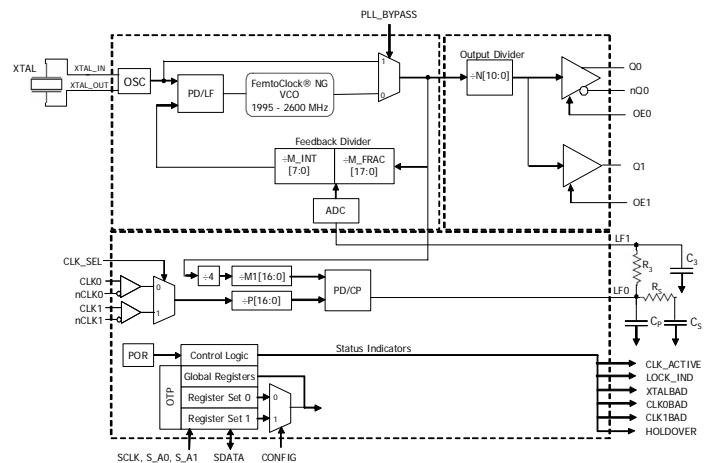 PLL_BYPASS
XTAL
XTAL_IN
XTAL_OUT
OSC
PD/LF
FemtoClock® NG
VCO
1995 - 2600 MHz
1
0
Output Divider
÷N[10:0]
Q0
nQ0
OE0
Q1
OE1
Feedback Divider
÷M_INT
[7:0]
÷M_FRAC
[17:0]
ADC
LF1
R3
C3
LF0
RS
CP
CS
CLK_SEL
CLK0
nCLK0
CLK1
nCLK1
0
1
÷4
÷M1[16:0]
÷P[16:0]
PD/CP
POR
Control Logic
Status Indicators
OTP
Global Registers
Register Set 0
Register Set 1
0
1
CLK_ACTIVE
LOCK_IND
XTALBAD
CLK0BAD
CLK1BAD
HOLDOVER
SCLK, S_A0, S_A1
SDATA
CONFIG